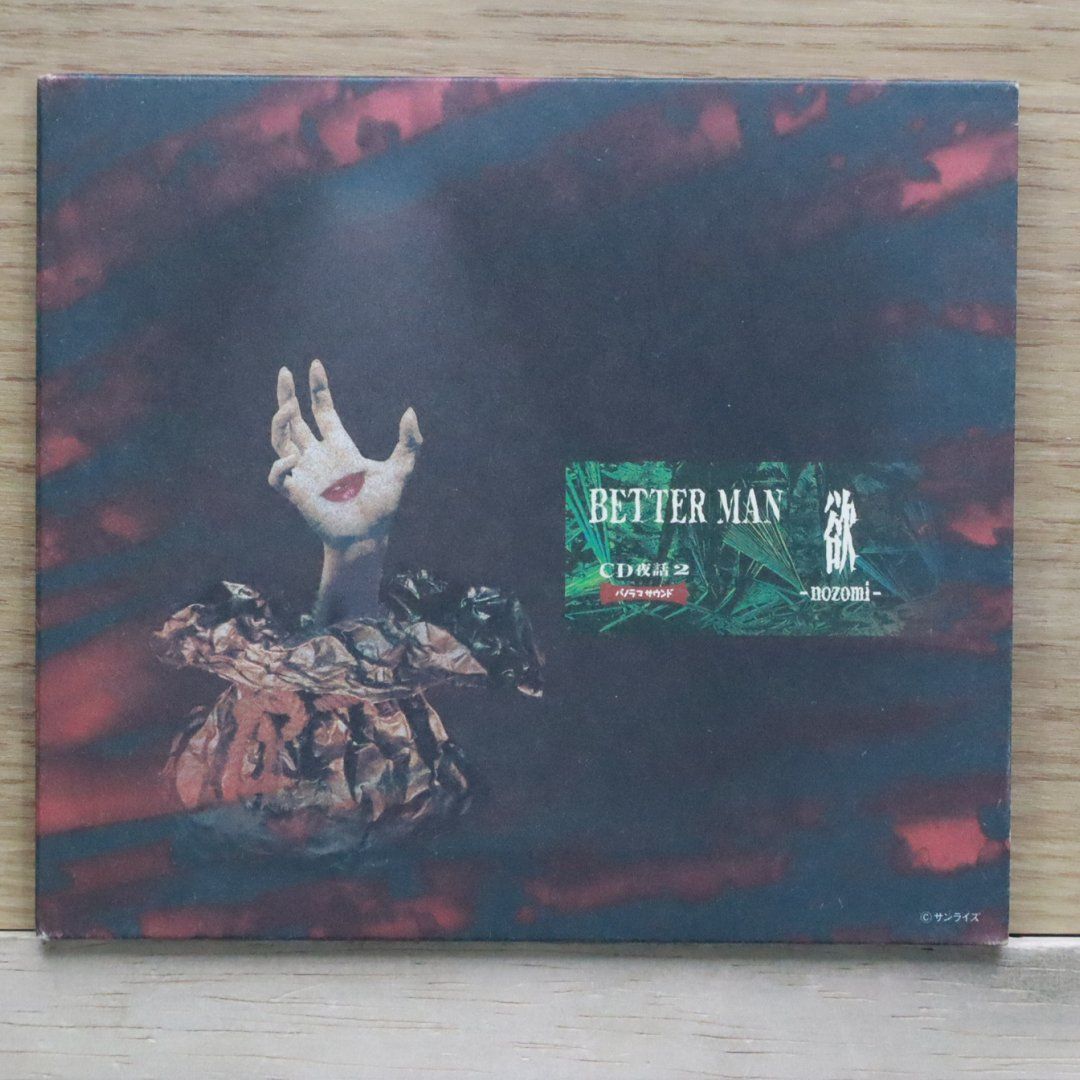 BETTER MAN
欲
-nozomi-
CD夜話2
パノラマサウンド
©サンライズ